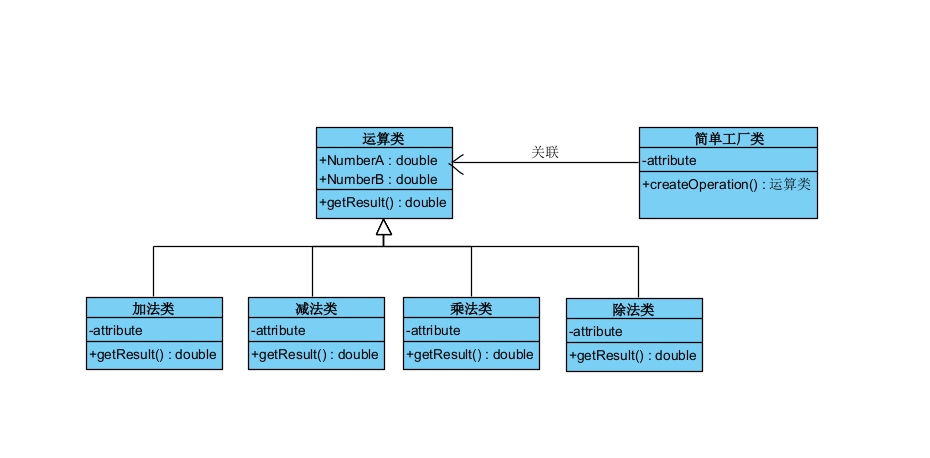 运算类
+NumberA : double
+NumberB : double
+getResult() : double
关联
简单工厂类
-attribute
+createOperation() : 运算类
加法类
-attribute
+getResult() : double
减法类
-attribute
+getResult() : double
乘法类
-attribute
+getResult() : double
除法类
-attribute
+getResult() : double